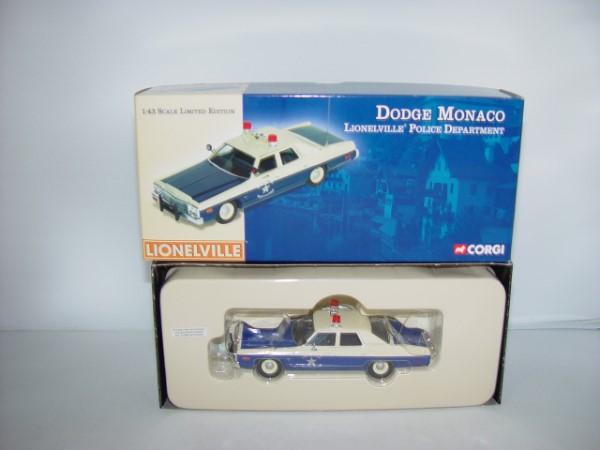 1:43 SCALE LIMITED EDITION
DODGE MONACO
LIONELVILLE POLICE DEPARTMENT
LIONELVILLE
CORGI